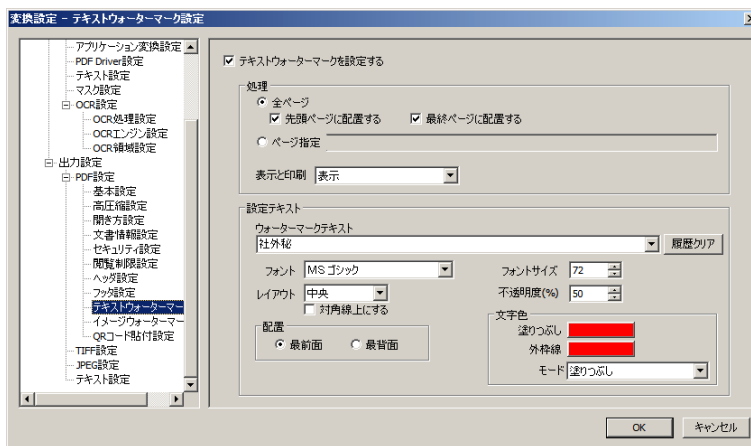 変換設定 - テキストウォーターマーク設定
アプリケーション変換設定
PDF Driver設定
テキスト設定
マスク設定
OCR設定
OCR処理設定
OCRエンジン設定
OCR領域設定
出力設定
PDF設定
基本設定
高圧縮設定
開き方設定
文書情報設定
セキュリティ設定
閲覧制限設定
ヘッダ設定
フッタ設定
テキストウォーターマー
イメージウォーターマー
QRコード貼付設定
TIFF設定
JPEG設定
テキスト設定
テキストウォーターマークを設定する
処理
全ページ
先頭ページに配置する 最終ページに配置する
ページ指定
表示と印刷 表示
設定テキスト
ウォーターマークテキスト
社外秘 履歴クリア
フォント MS ゴシック フォントサイズ 72
レイアウト 中央 不透明度(%) 50
対角線上にする
配置
最前面 最背面
文字色
塗りつぶし
外枠線
モード 塗りつぶし
OK キャンセル